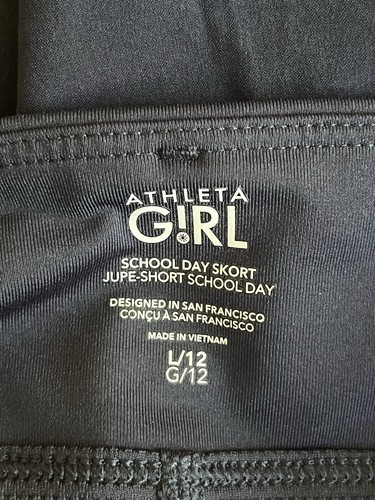 ATHLETA
G!RL
SCHOOL DAY SKORT
JUPE-SHORT SCHOOL DAY
DESIGNED IN SAN FRANCISCO
CONÇU À SAN FRANCISCO
MADE IN VIETNAM
L/12
G/12